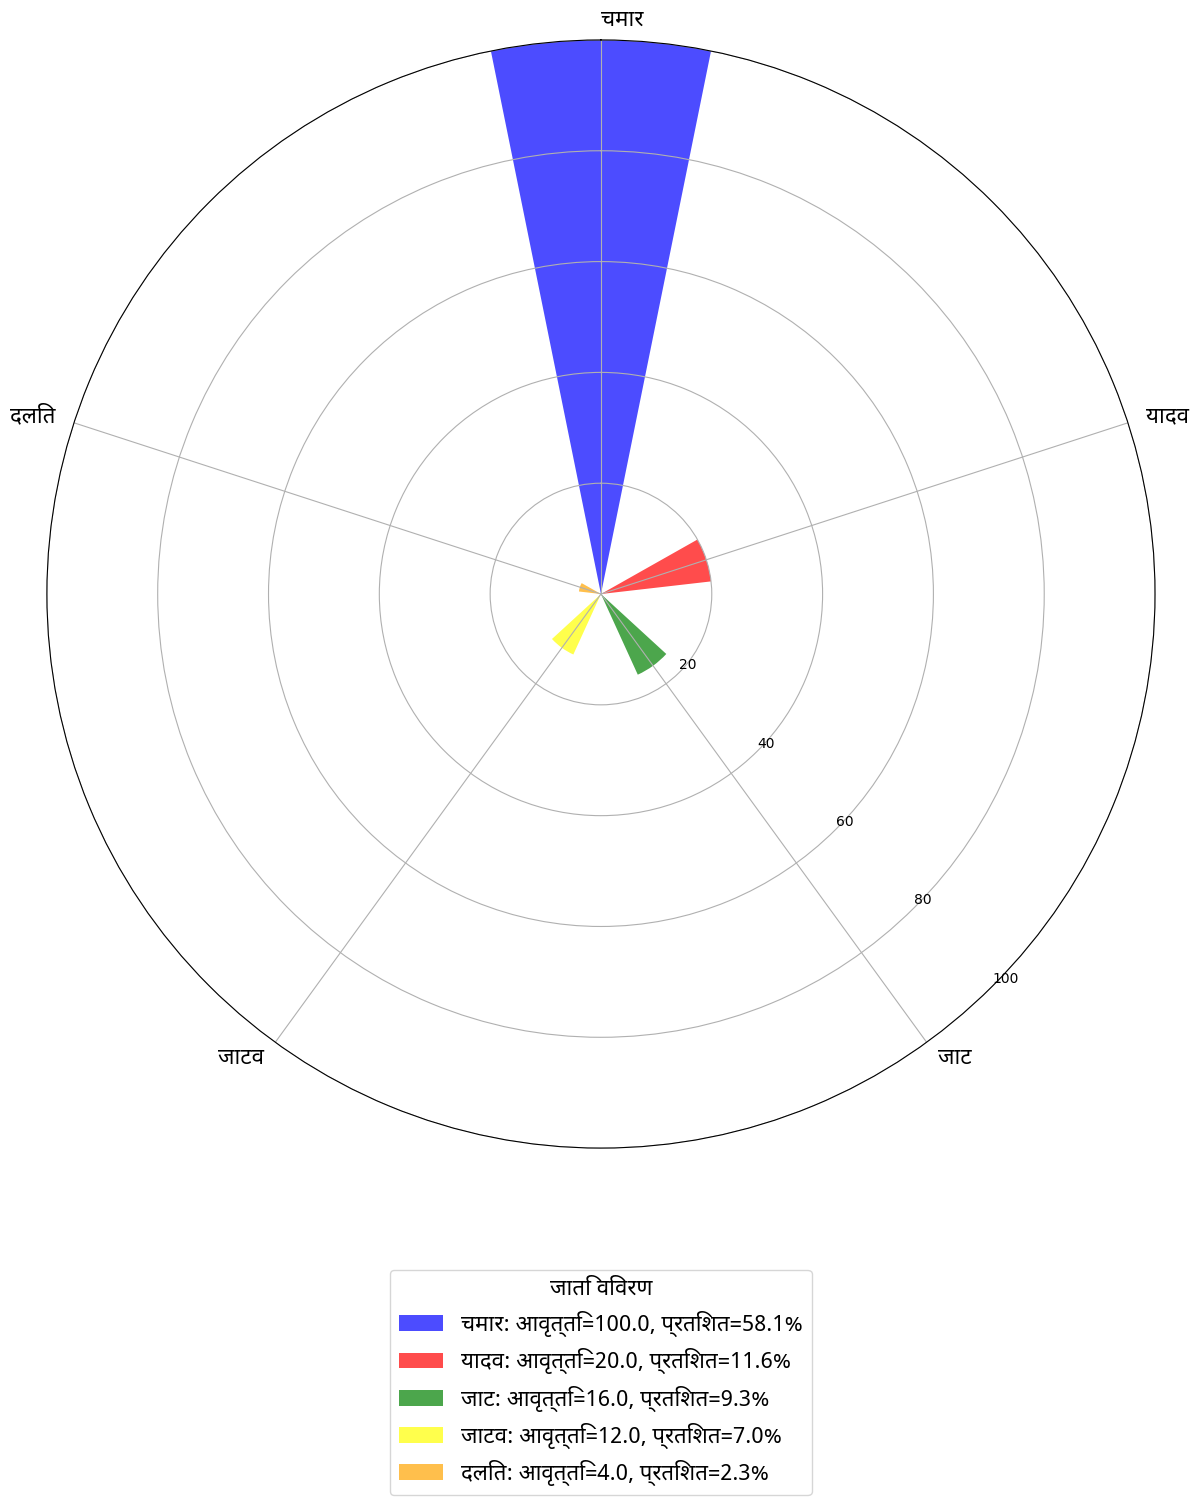 चमार
दलित
यादव
20
40
60
80
100
जाटव
जाट
जाति विवरण
चमार: आवृत्ति=100.0, प्रतिशत=58.1%
यादव: आवृत्ति=20.0, प्रतिशत=11.6%
जाट: आवृत्ति=16.0, प्रतिशत=9.3%
जाटव: आवृत्ति=12.0, प्रतिशत=7.0%
दलित: आवृत्ति=4.0, प्रतिशत=2.3%